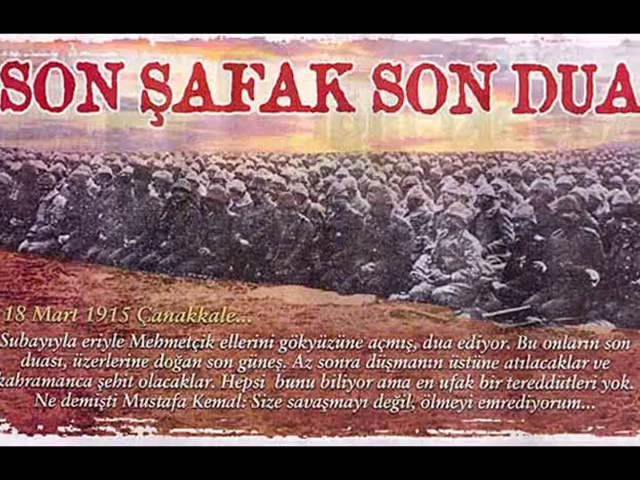 SON ŞAFAK SON DUA
18 Mart 1915 Çanakkale...
Subayıyla eriyle Mehmetçik ellerini gökyüzüne açmış, dua ediyor. Bu onların son
duası, üzerlerine doğan son güneş. Az sonra düşmanın üstüne atılacaklar ve
kahramanca şehit olacaklar. Hepsi bunu biliyor ama en ufak bir tereddütleri yok.
Ne demişti Mustafa Kemal: Size savaşmayı değil, ölmeyi emrediyorum...